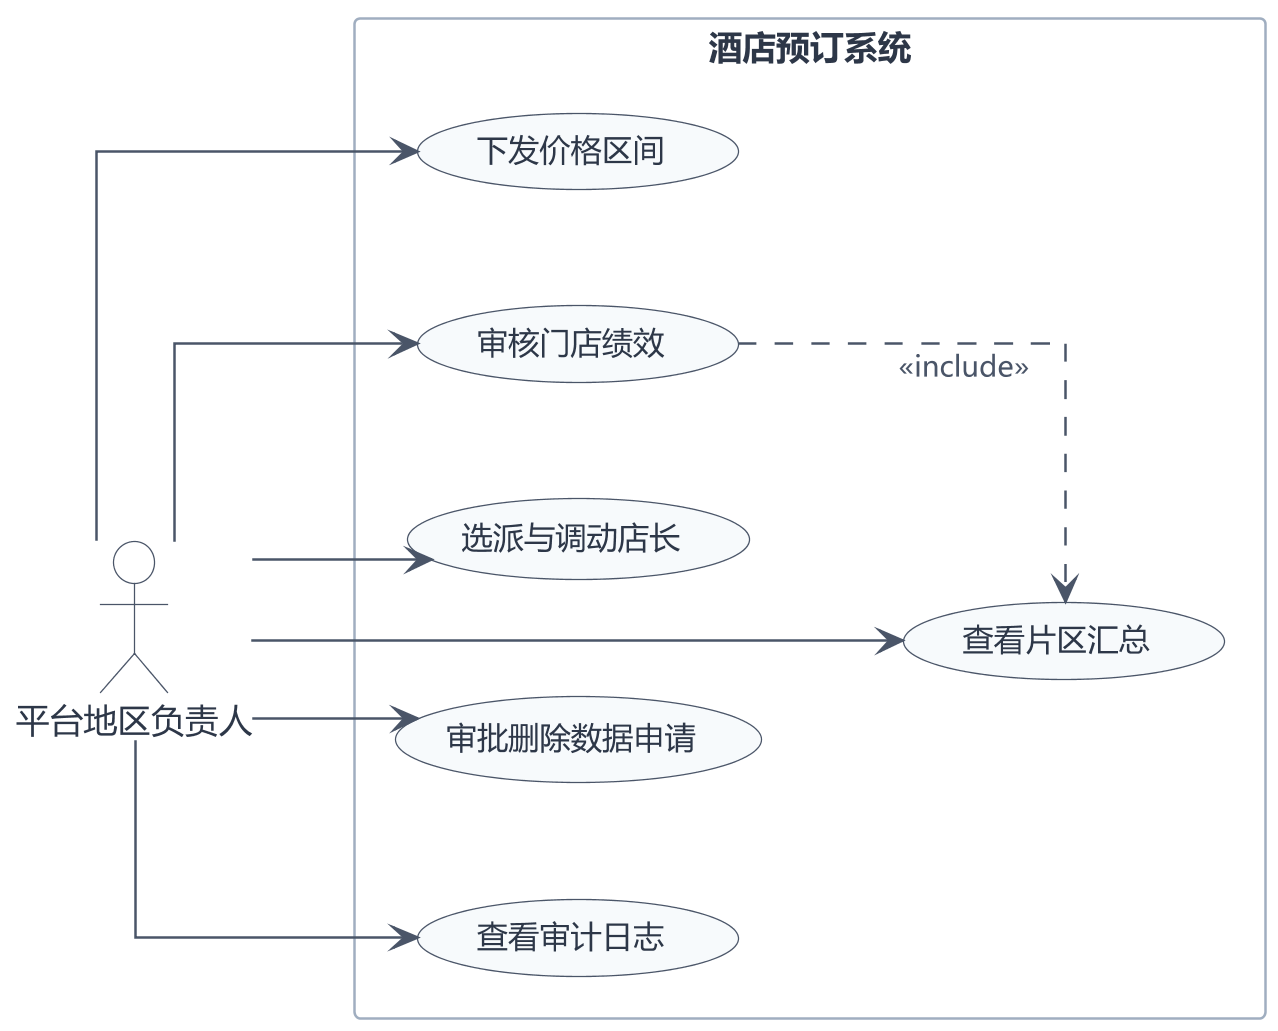 酒店预订系统
下发价格区间
审核门店绩效
«include»
选派与调动店长
查看片区汇总
平台地区负责人
审批删除数据申请
查看审计日志